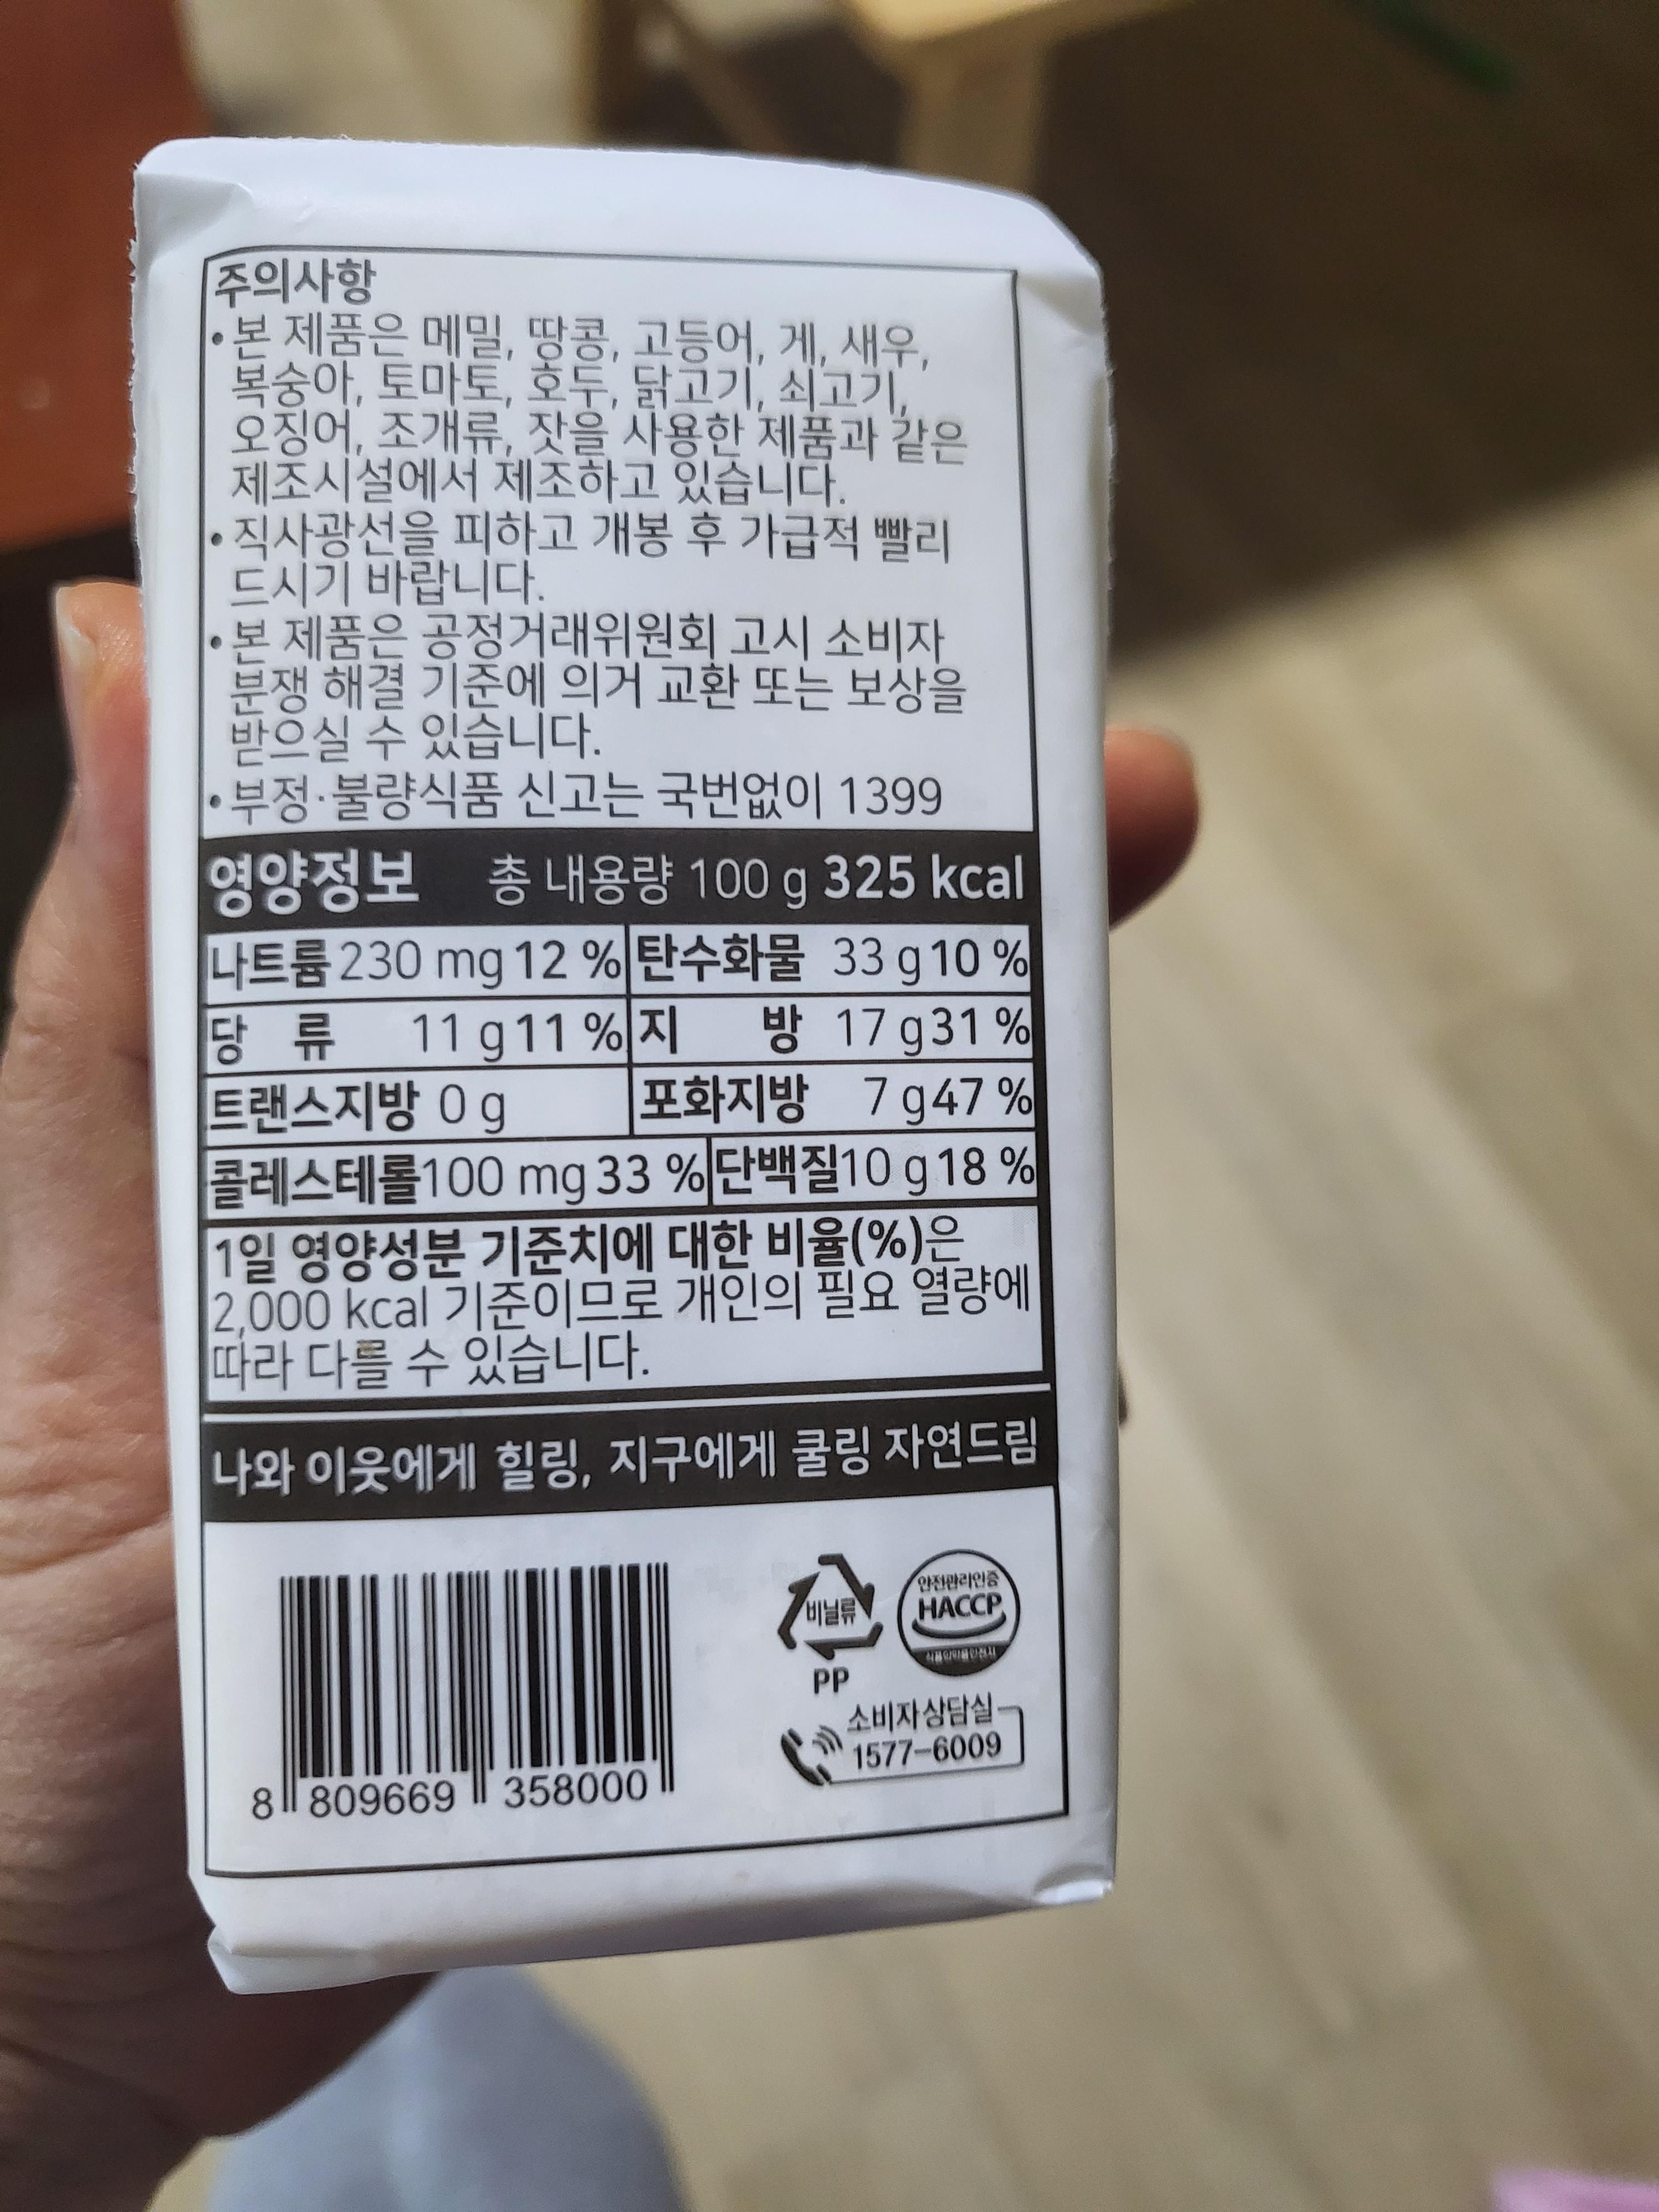 주의사항
• 본 제품은 메밀, 땅콩, 고등어, 게, 새우,
복숭아, 토마토, 호두, 닭고기, 쇠고기,
오징어, 조개류, 잣을 사용한 제품과 같은
제조시설에서 제조하고 있습니다.
• 직사광선을 피하고 개봉 후 가급적 빨리
드시기 바랍니다.
• 본 제품은 공정거래위원회 고시 소비자
분쟁 해결 기준에 의거 교환 또는 보상을
받으실 수 있습니다.
• 부정·불량식품 신고는 국번없이 1399
영양정보 총 내용량 100 g 325 kcal
나트륨 230 mg 12 % 탄수화물 33 g 10 %
당 류 11 g 11 % 지 방 17 g 31 %
트랜스지방 0 g 포화지방 7 g 47 %
콜레스테롤 100 mg 33 % 단백질 10 g 18 %
1일 영양성분 기준치에 대한 비율(%)은
2,000 kcal 기준이므로 개인의 필요 열량에
따라 다를 수 있습니다.
나와 이웃에게 힐링, 지구에게 쿨링 자연드림
비닐류
PP
안전관리인증
HACCP
식품의약품안전처
소비자상담실
1577-6009
8 809669 358000